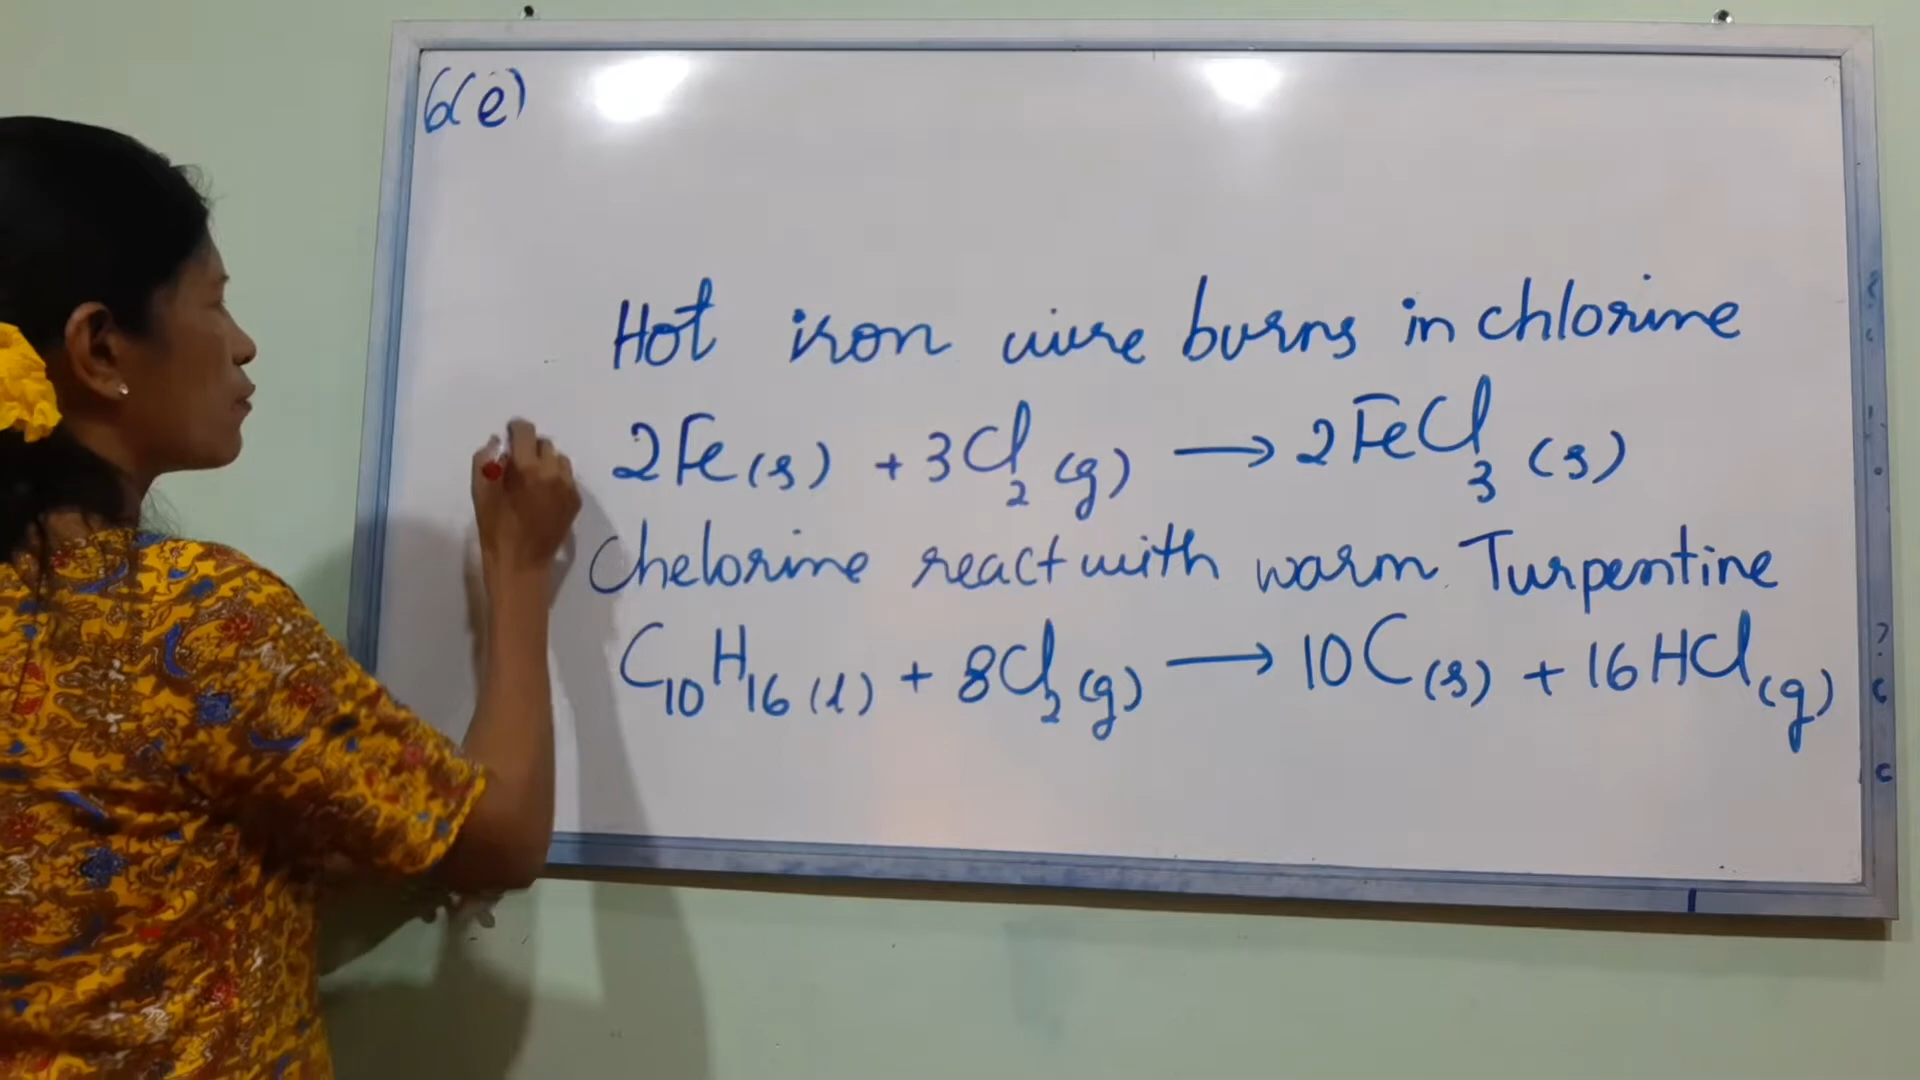 6(e)
Hot iron wire burns in chlorine
2Fe(s) + 3Cl₂(g) → 2FeCl₃(s)
Chelorine react with warm Turpentine
C₁₀H₁₆(l) + 8Cl₂(g) → 10C(s) + 16HCl(g)